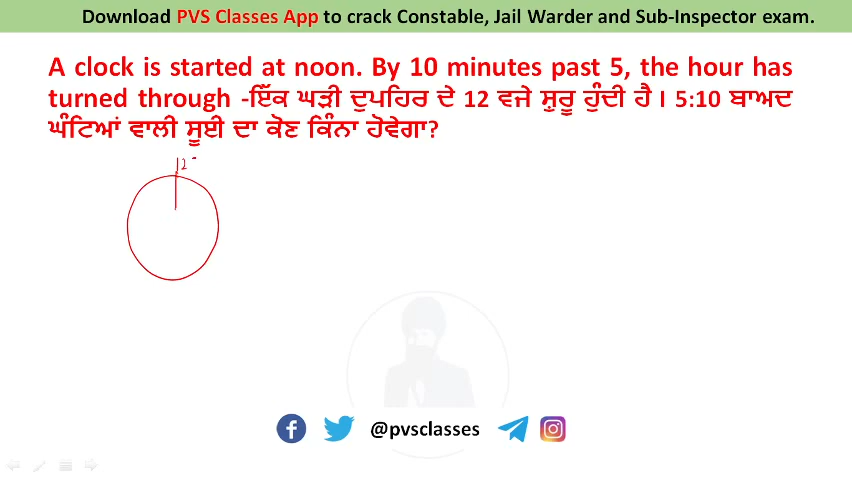 Download PVS Classes App to crack Constable, Jail Warder and Sub-Inspector exam.
A clock is started at noon. By 10 minutes past 5, the hour has
turned through -ਇੱਕ ਘੜੀ ਦੁਪਹਿਰ ਦੇ 12 ਵਜੇ ਸ਼ੁਰੂ ਹੁੰਦੀ ਹੈ I 5:10 ਬਾਅਦ
ਘੰਟਿਆਂ ਵਾਲੀ ਸੂਈ ਦਾ ਕੋਣ ਕਿੰਨਾ ਹੋਵੇਗਾ?
12
@pvsclasses